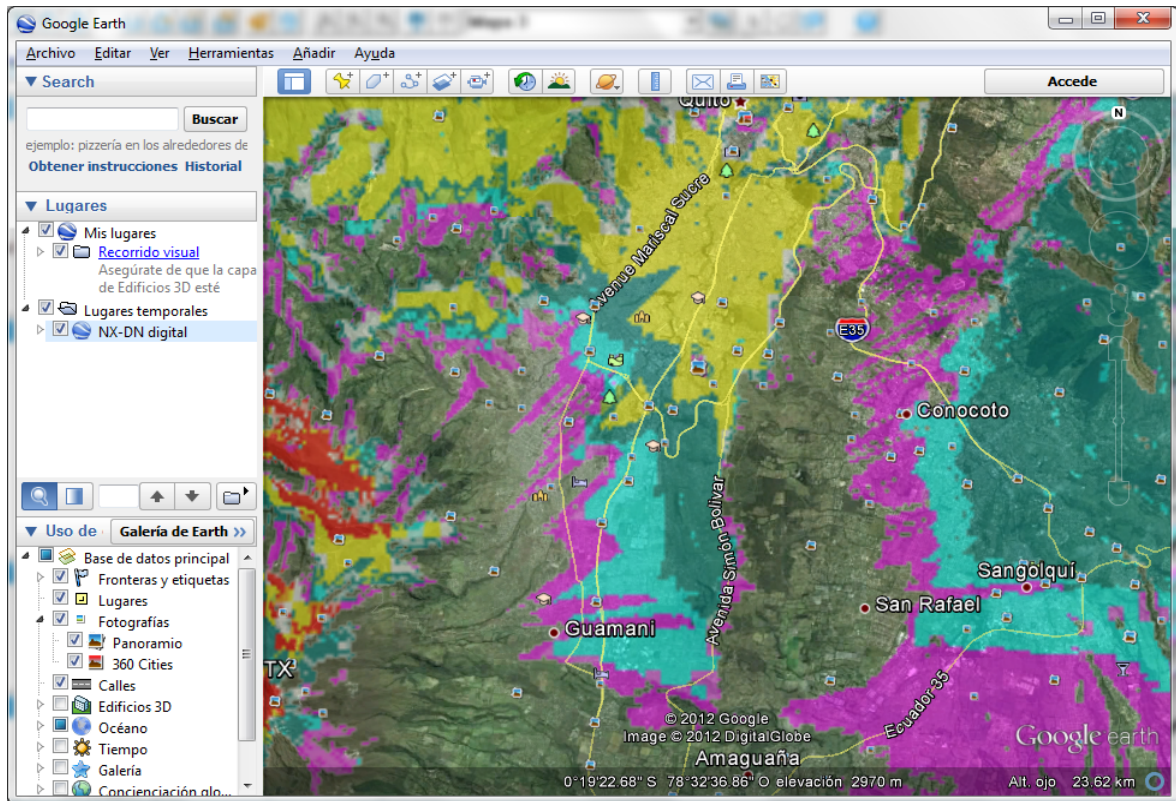 Google Earth
Mapa 3
Archivo Editar Ver Herramientas Añadir Ayuda
Search
Buscar
ejemplo: pizzería en los alrededores de
Obtener instrucciones Historial
Lugares
Mis lugares
Recorrido visual
Asegúrate de que la capa
de Edificios 3D esté
Lugares temporales
NX-DN digital
Uso de
Galería de Earth >>
Base de datos principal
Fronteras y etiquetas
Lugares
Fotografías
Panoramio
360 Cities
Calles
Edificios 3D
Océano
Tiempo
Galería
Concienciación glo...
Accede
N
Quito
Avenue Mariscal Sucre
E35
Conocoto
Avenida Simón Bolívar
Sangolquí
San Rafael
Guamani
TX
Ecuador 35
© 2012 Google
Image © 2012 DigitalGlobe
Google earth
Amaguaña
0°19'22.68" S 78°32'36.86" O elevación 2970 m Alt. ojo 23.62 km